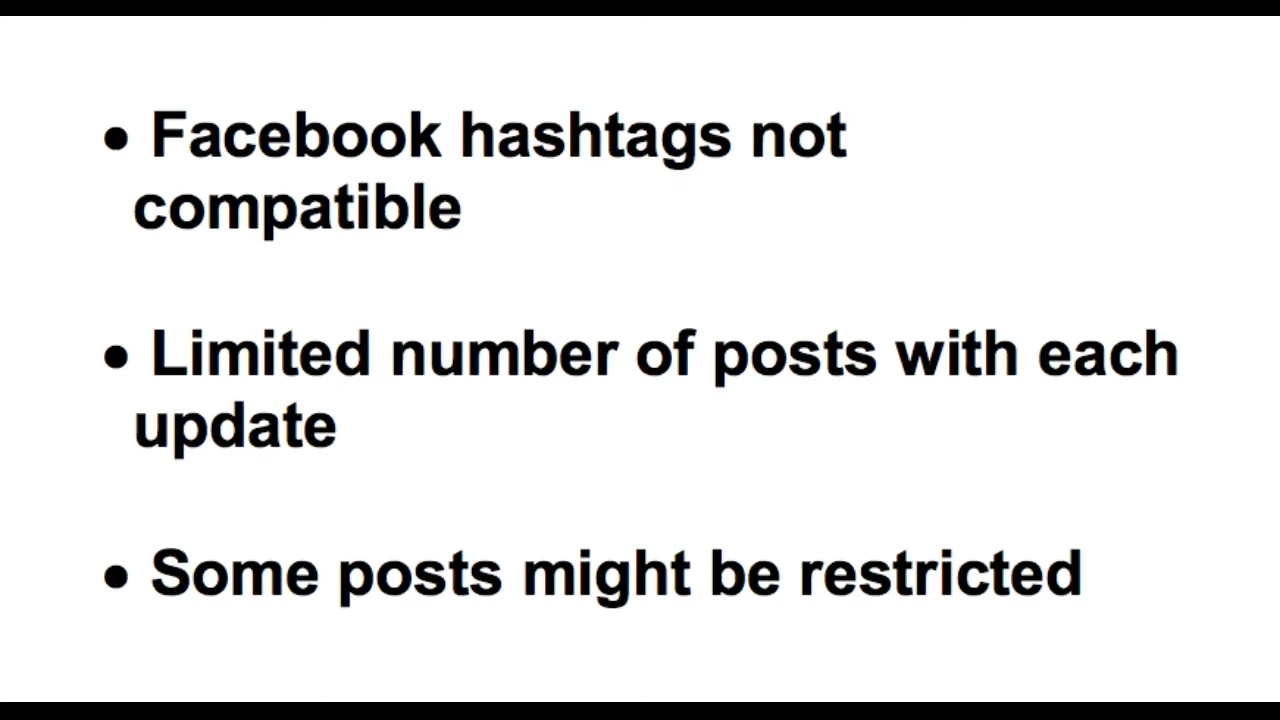 • Facebook hashtags not
compatible
• Limited number of posts with each
update
• Some posts might be restricted